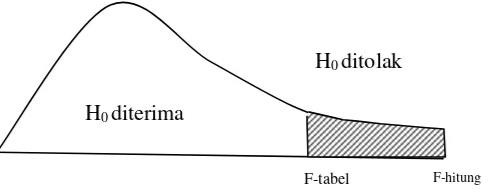 H₀ ditolak
H₀ diterima
F-tabel
F-hitung